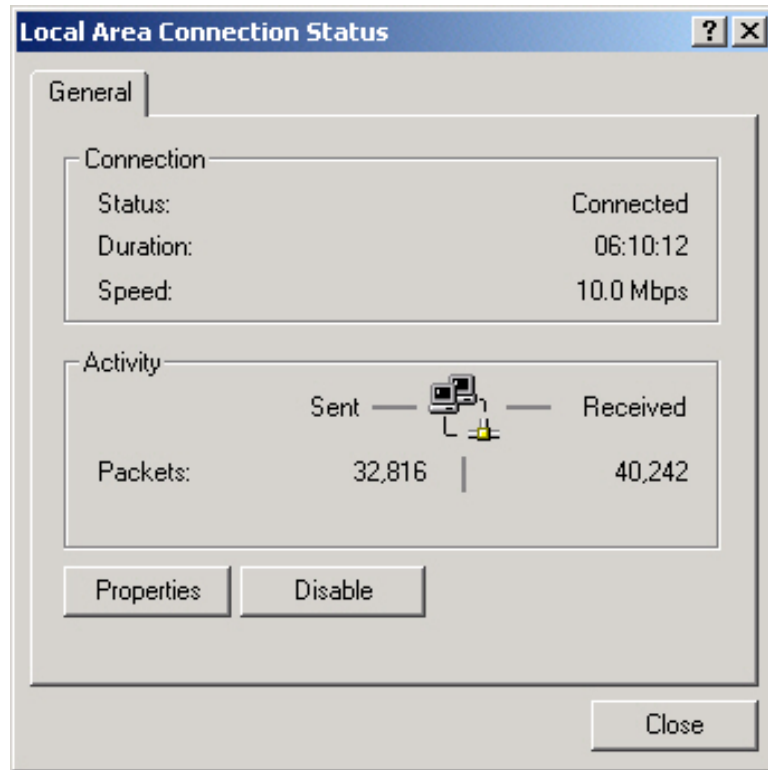 Local Area Connection Status
General
Connection
Status: Connected
Duration: 06:10:12
Speed: 10.0 Mbps
Activity
Sent Received
Packets: 32,816 40,242
Properties Disable
Close